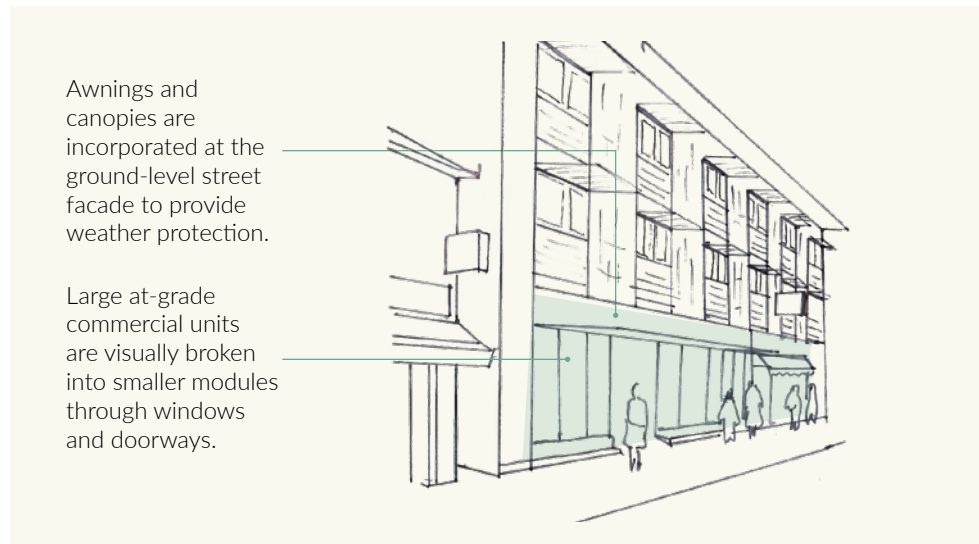 Awnings and
canopies are
incorporated at the
ground-level street
facade to provide
weather protection.
Large at-grade
commercial units
are visually broken
into smaller modules
through windows
and doorways.